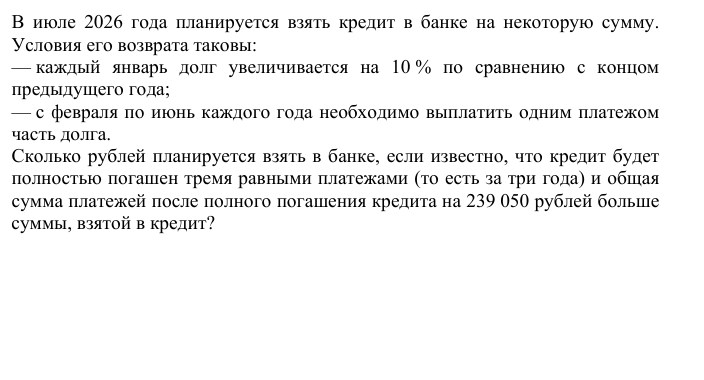 В июле 2026 года планируется взять кредит в банке на некоторую сумму.
Условия его возврата таковы:
— каждый январь долг увеличивается на 10 % по сравнению с концом
предыдущего года;
— с февраля по июнь каждого года необходимо выплатить одним платежом
часть долга.
Сколько рублей планируется взять в банке, если известно, что кредит будет
полностью погашен тремя равными платежами (то есть за три года) и общая
сумма платежей после полного погашения кредита на 239 050 рублей больше
суммы, взятой в кредит?